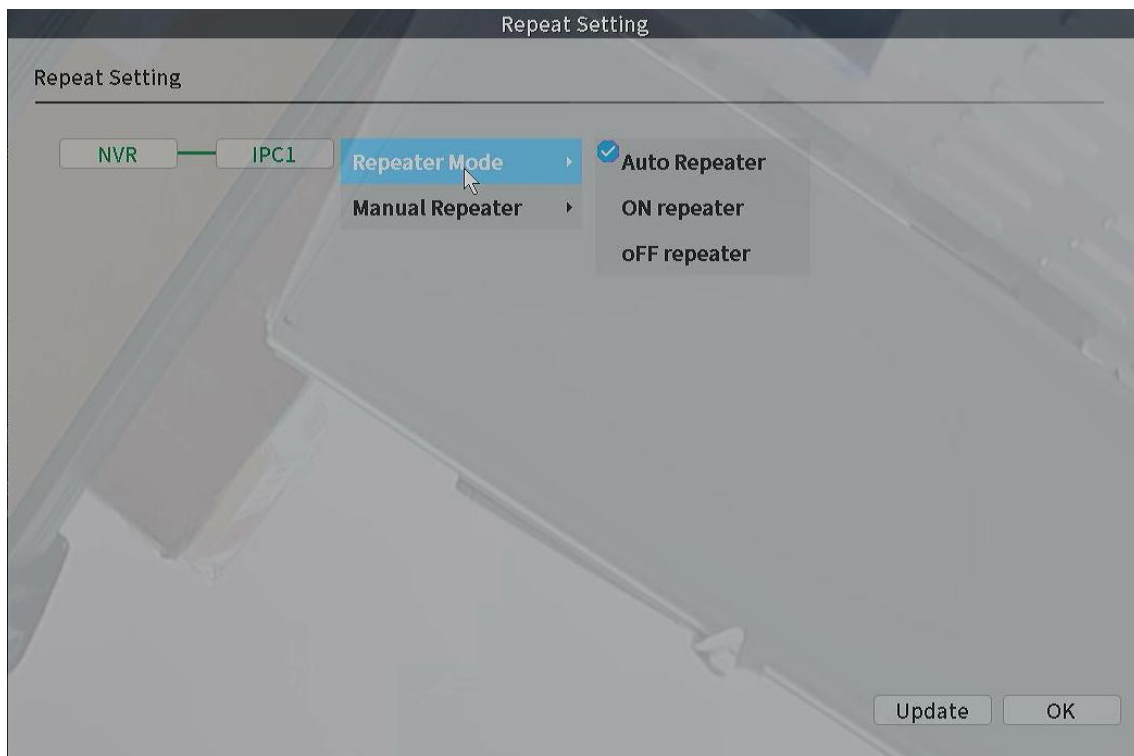 Repeat Setting
Repeat Setting
NVR IPC1
Repeater Mode
Manual Repeater
Auto Repeater
ON repeater
oFF repeater
Update OK